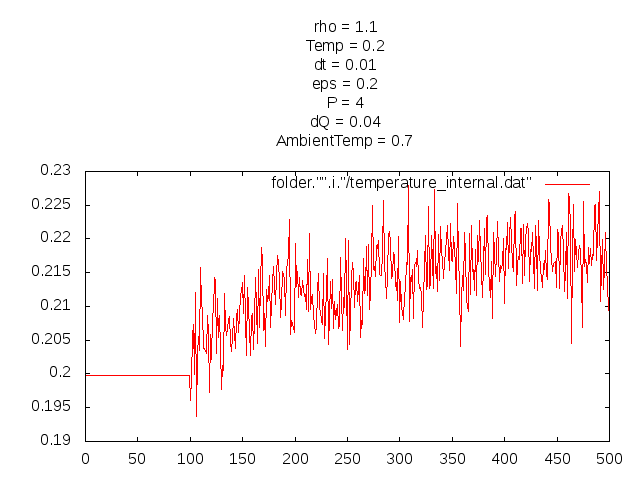 rho = 1.1
Temp = 0.2
dt = 0.01
eps = 0.2
P = 4
dQ = 0.04
AmbientTemp = 0.7
folder."".i."/temperature_internal.dat"
0.23
0.225
0.22
0.215
0.21
0.205
0.2
0.195
0.19
0 50 100 150 200 250 300 350 400 450 500